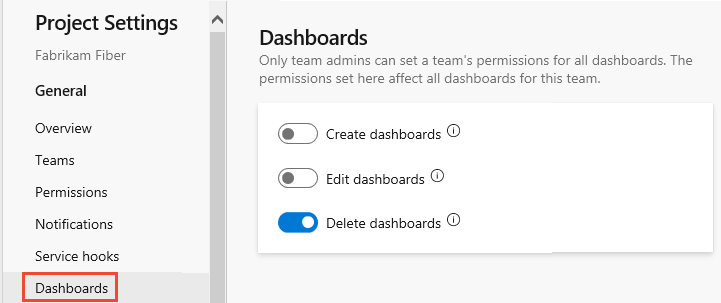 Project Settings
Fabrikam Fiber
General
Overview
Teams
Permissions
Notifications
Service hooks
Dashboards
Dashboards
Only team admins can set a team's permissions for all dashboards. The
permissions set here affect all dashboards for this team.
Create dashboards
Edit dashboards
Delete dashboards